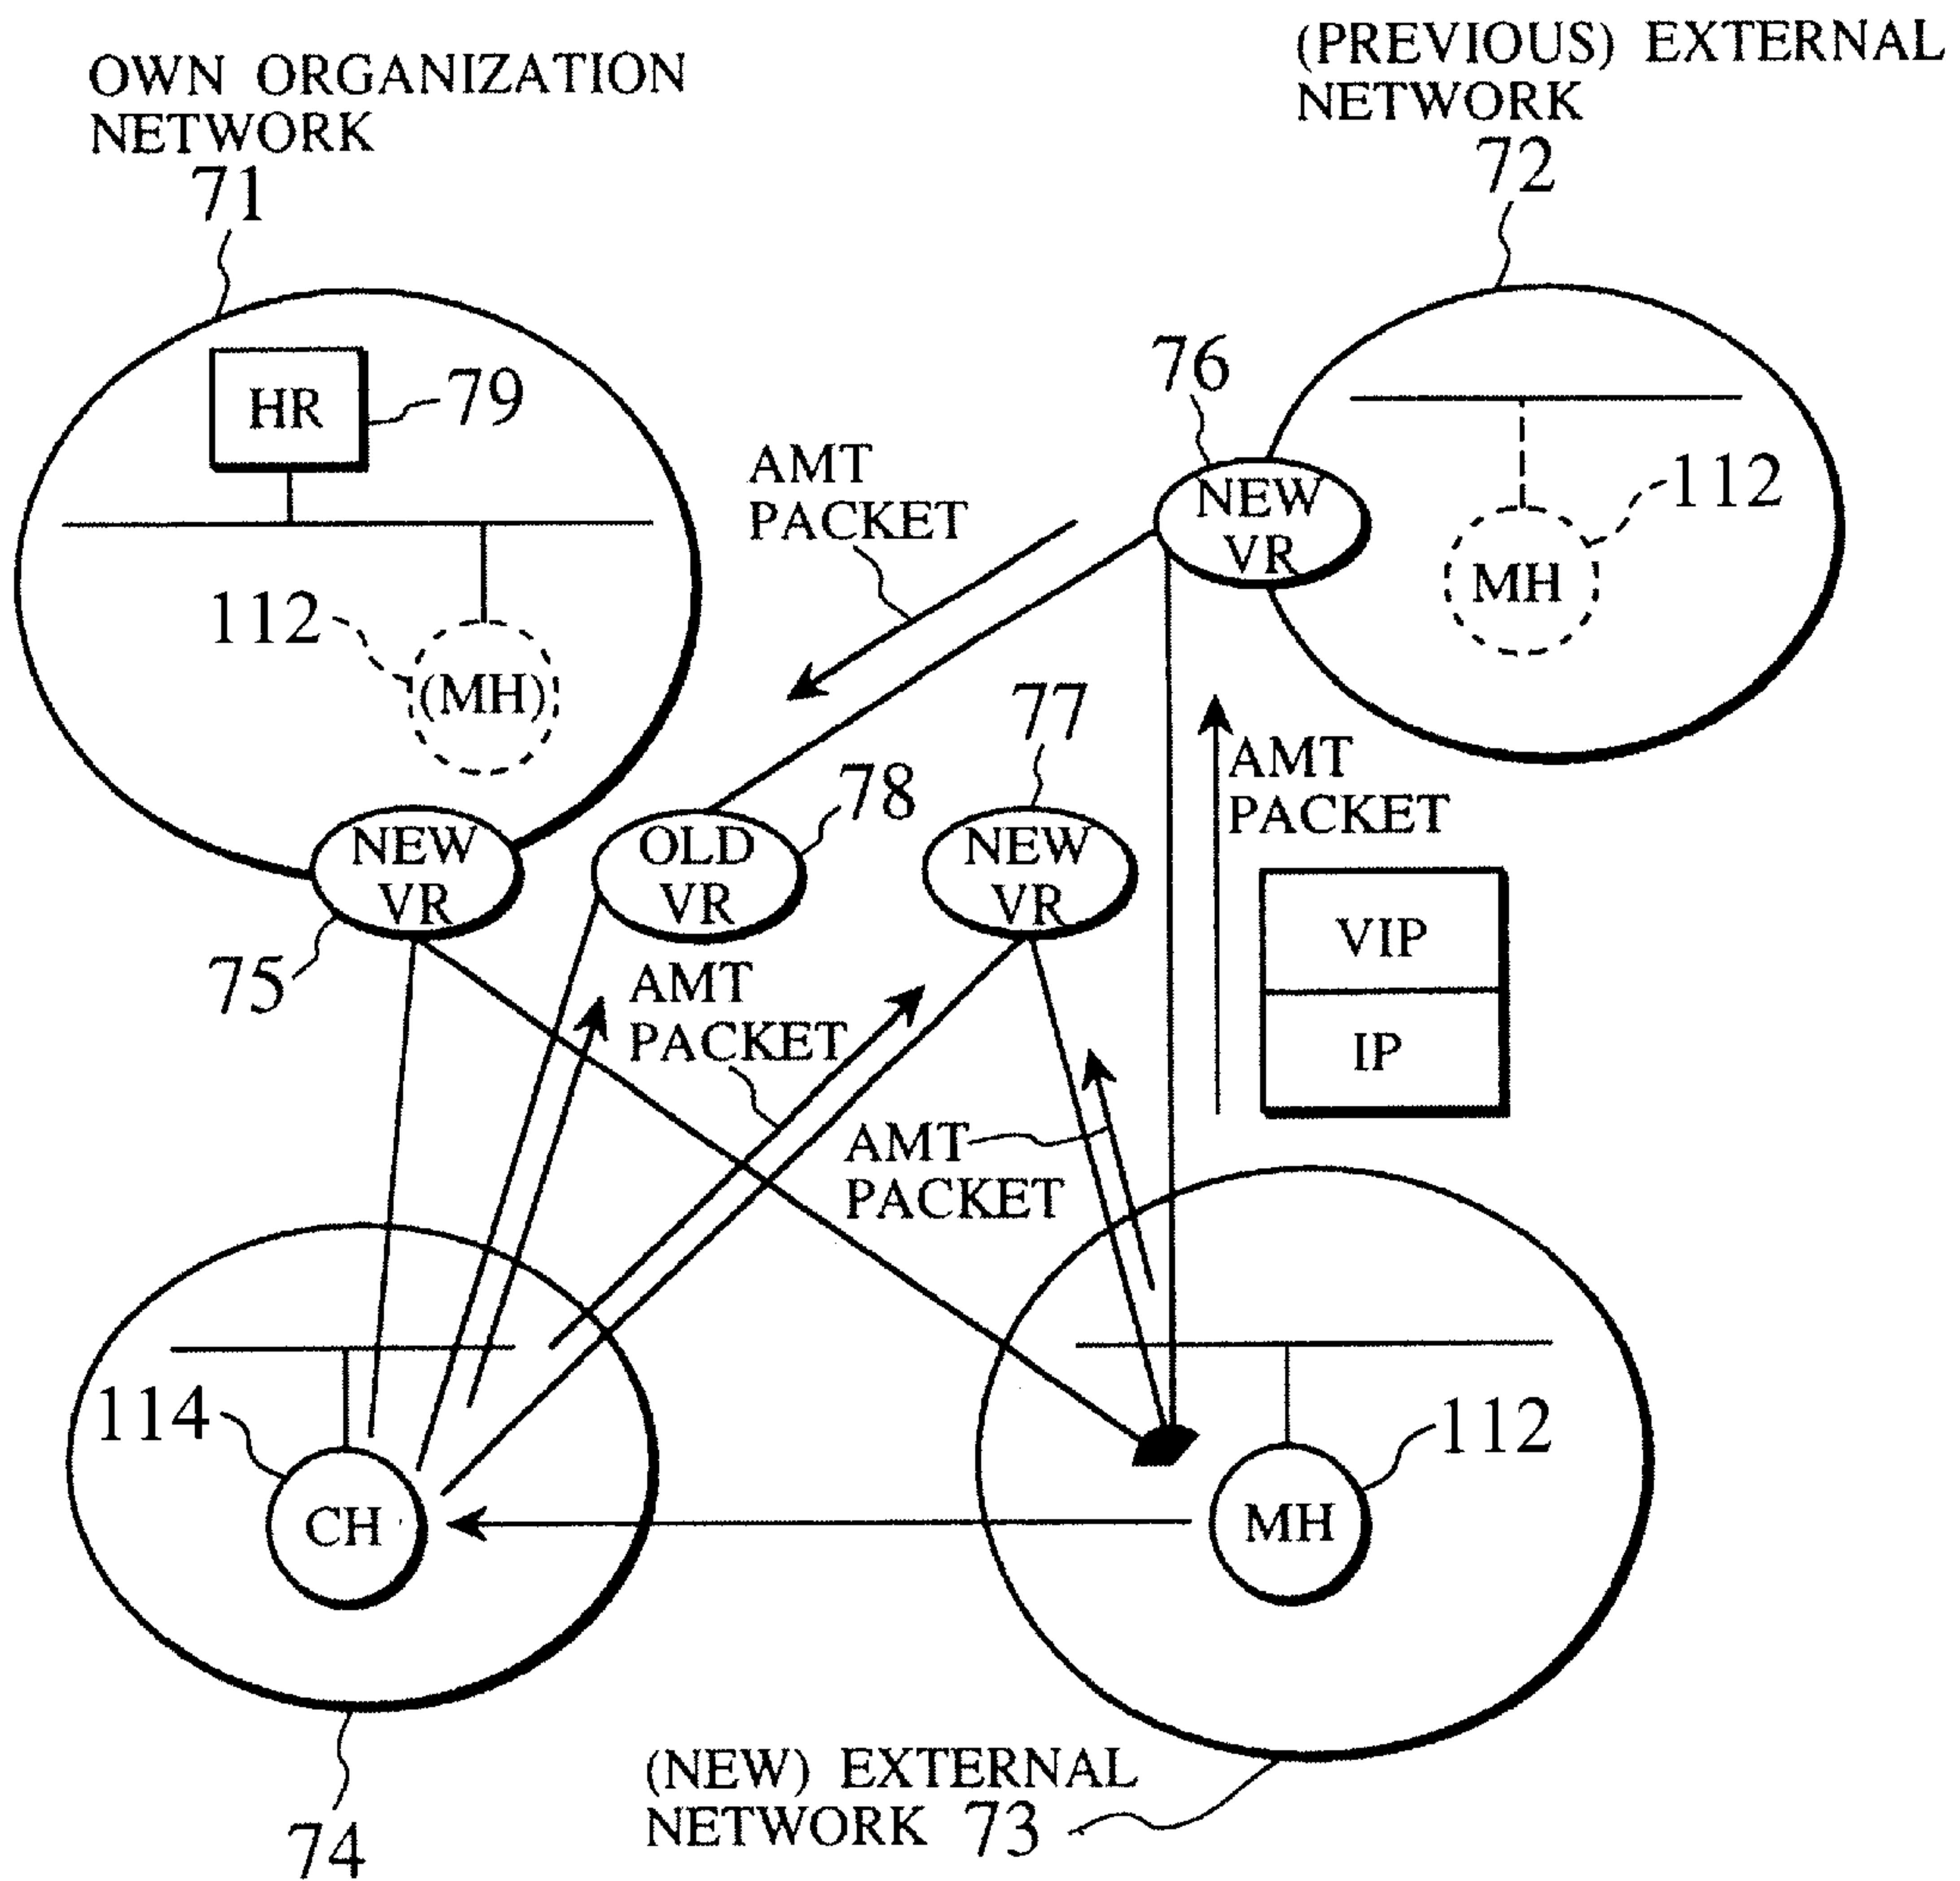 OWN ORGANIZATION
NETWORK
71
(PREVIOUS) EXTERNAL
NETWORK
72
HR
79
76
AMT
PACKET
NEW
VR
112
MH
112
(MH)
77
78
AMT
PACKET
NEW
VR
OLD
VR
NEW
VR
75
AMT
PACKET
VIP
IP
AMT
PACKET
114
CH
112
MH
(NEW) EXTERNAL
NETWORK 73
74